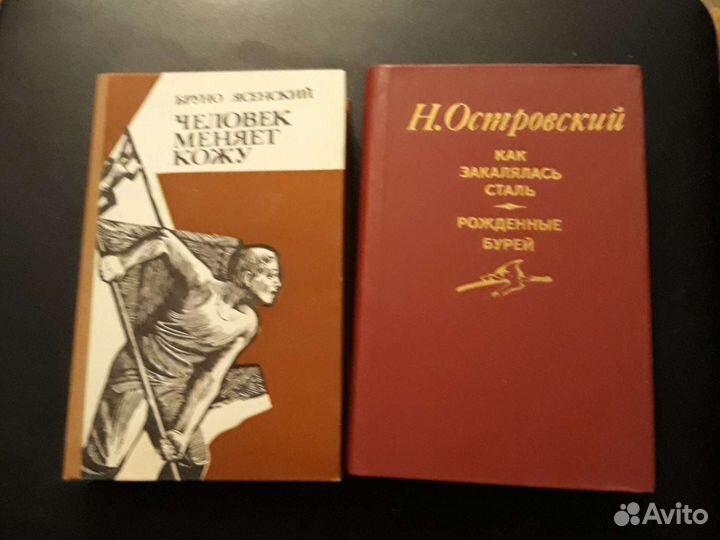 БРУНО ЯСЕНСКИЙ
ЧЕЛОВЕК
МЕНЯЕТ
КОЖУ
Н.Островский
КАК
ЗАКАЛЯЛАСЬ
СТАЛЬ
РОЖДЕННЫЕ
БУРЕЙ
Avito